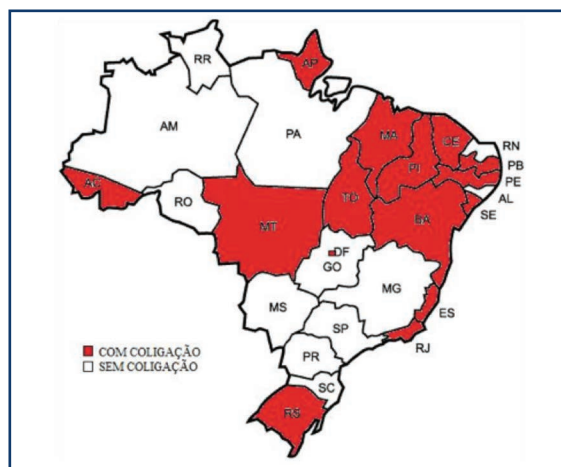 RR
AP
AM
PA
MA
CE
RN
PI
PB
PE
AC
TO
AL
RO
SE
MT
BA
DF
GO
MG
MS
ES
SP
RJ
COM COLIGAÇÃO
PR
SEM COLIGAÇÃO
SC
RS